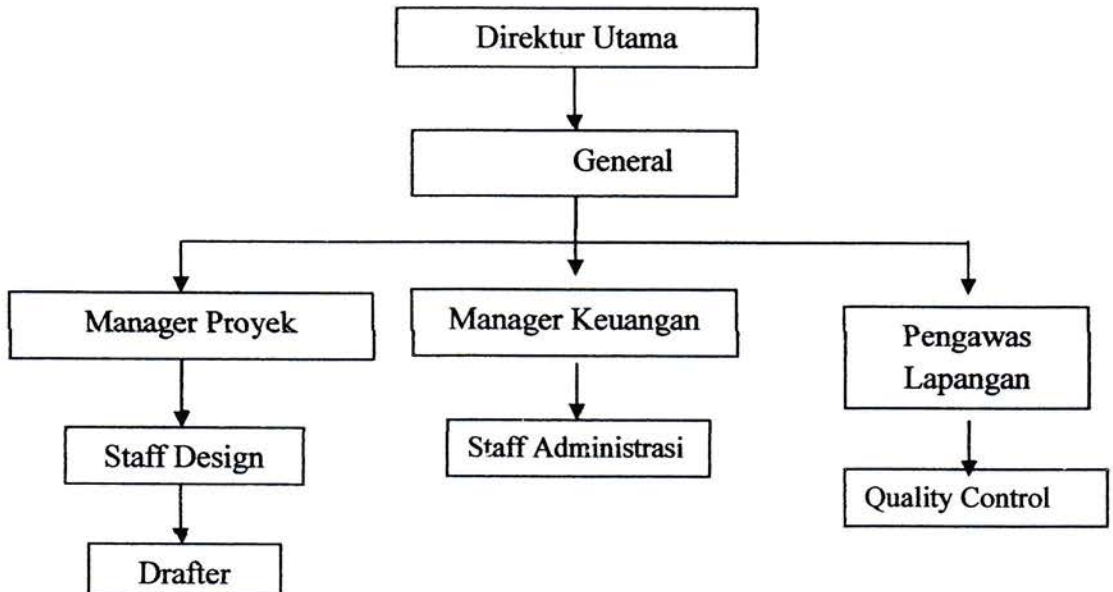 Direktur Utama
General
Manager Proyek
Manager Keuangan
Pengawas
Lapangan
Staff Design
Staff Administrasi
Quality Control
Drafter